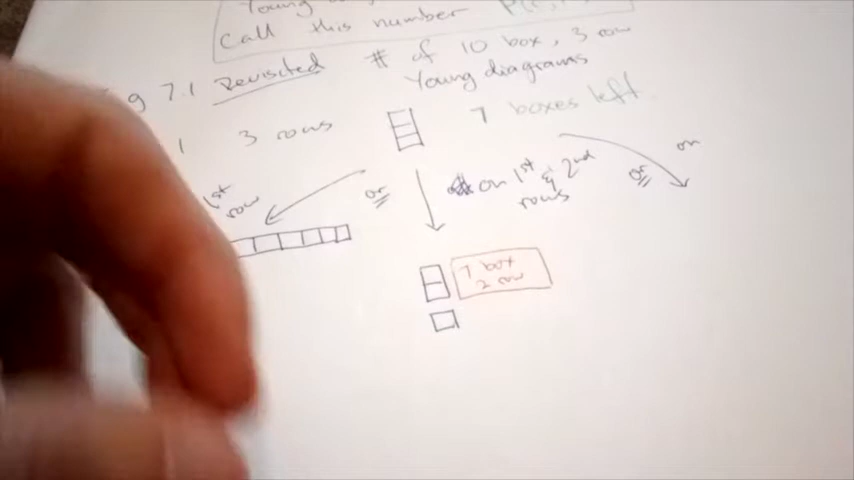 Young
Call this number P(
g 7.1 Revisited # of 10 box, 3 row
Young diagrams
1 3 rows 7 boxes left
1st row
or
on 1st & 2nd rows
or
on
7 box
2 row